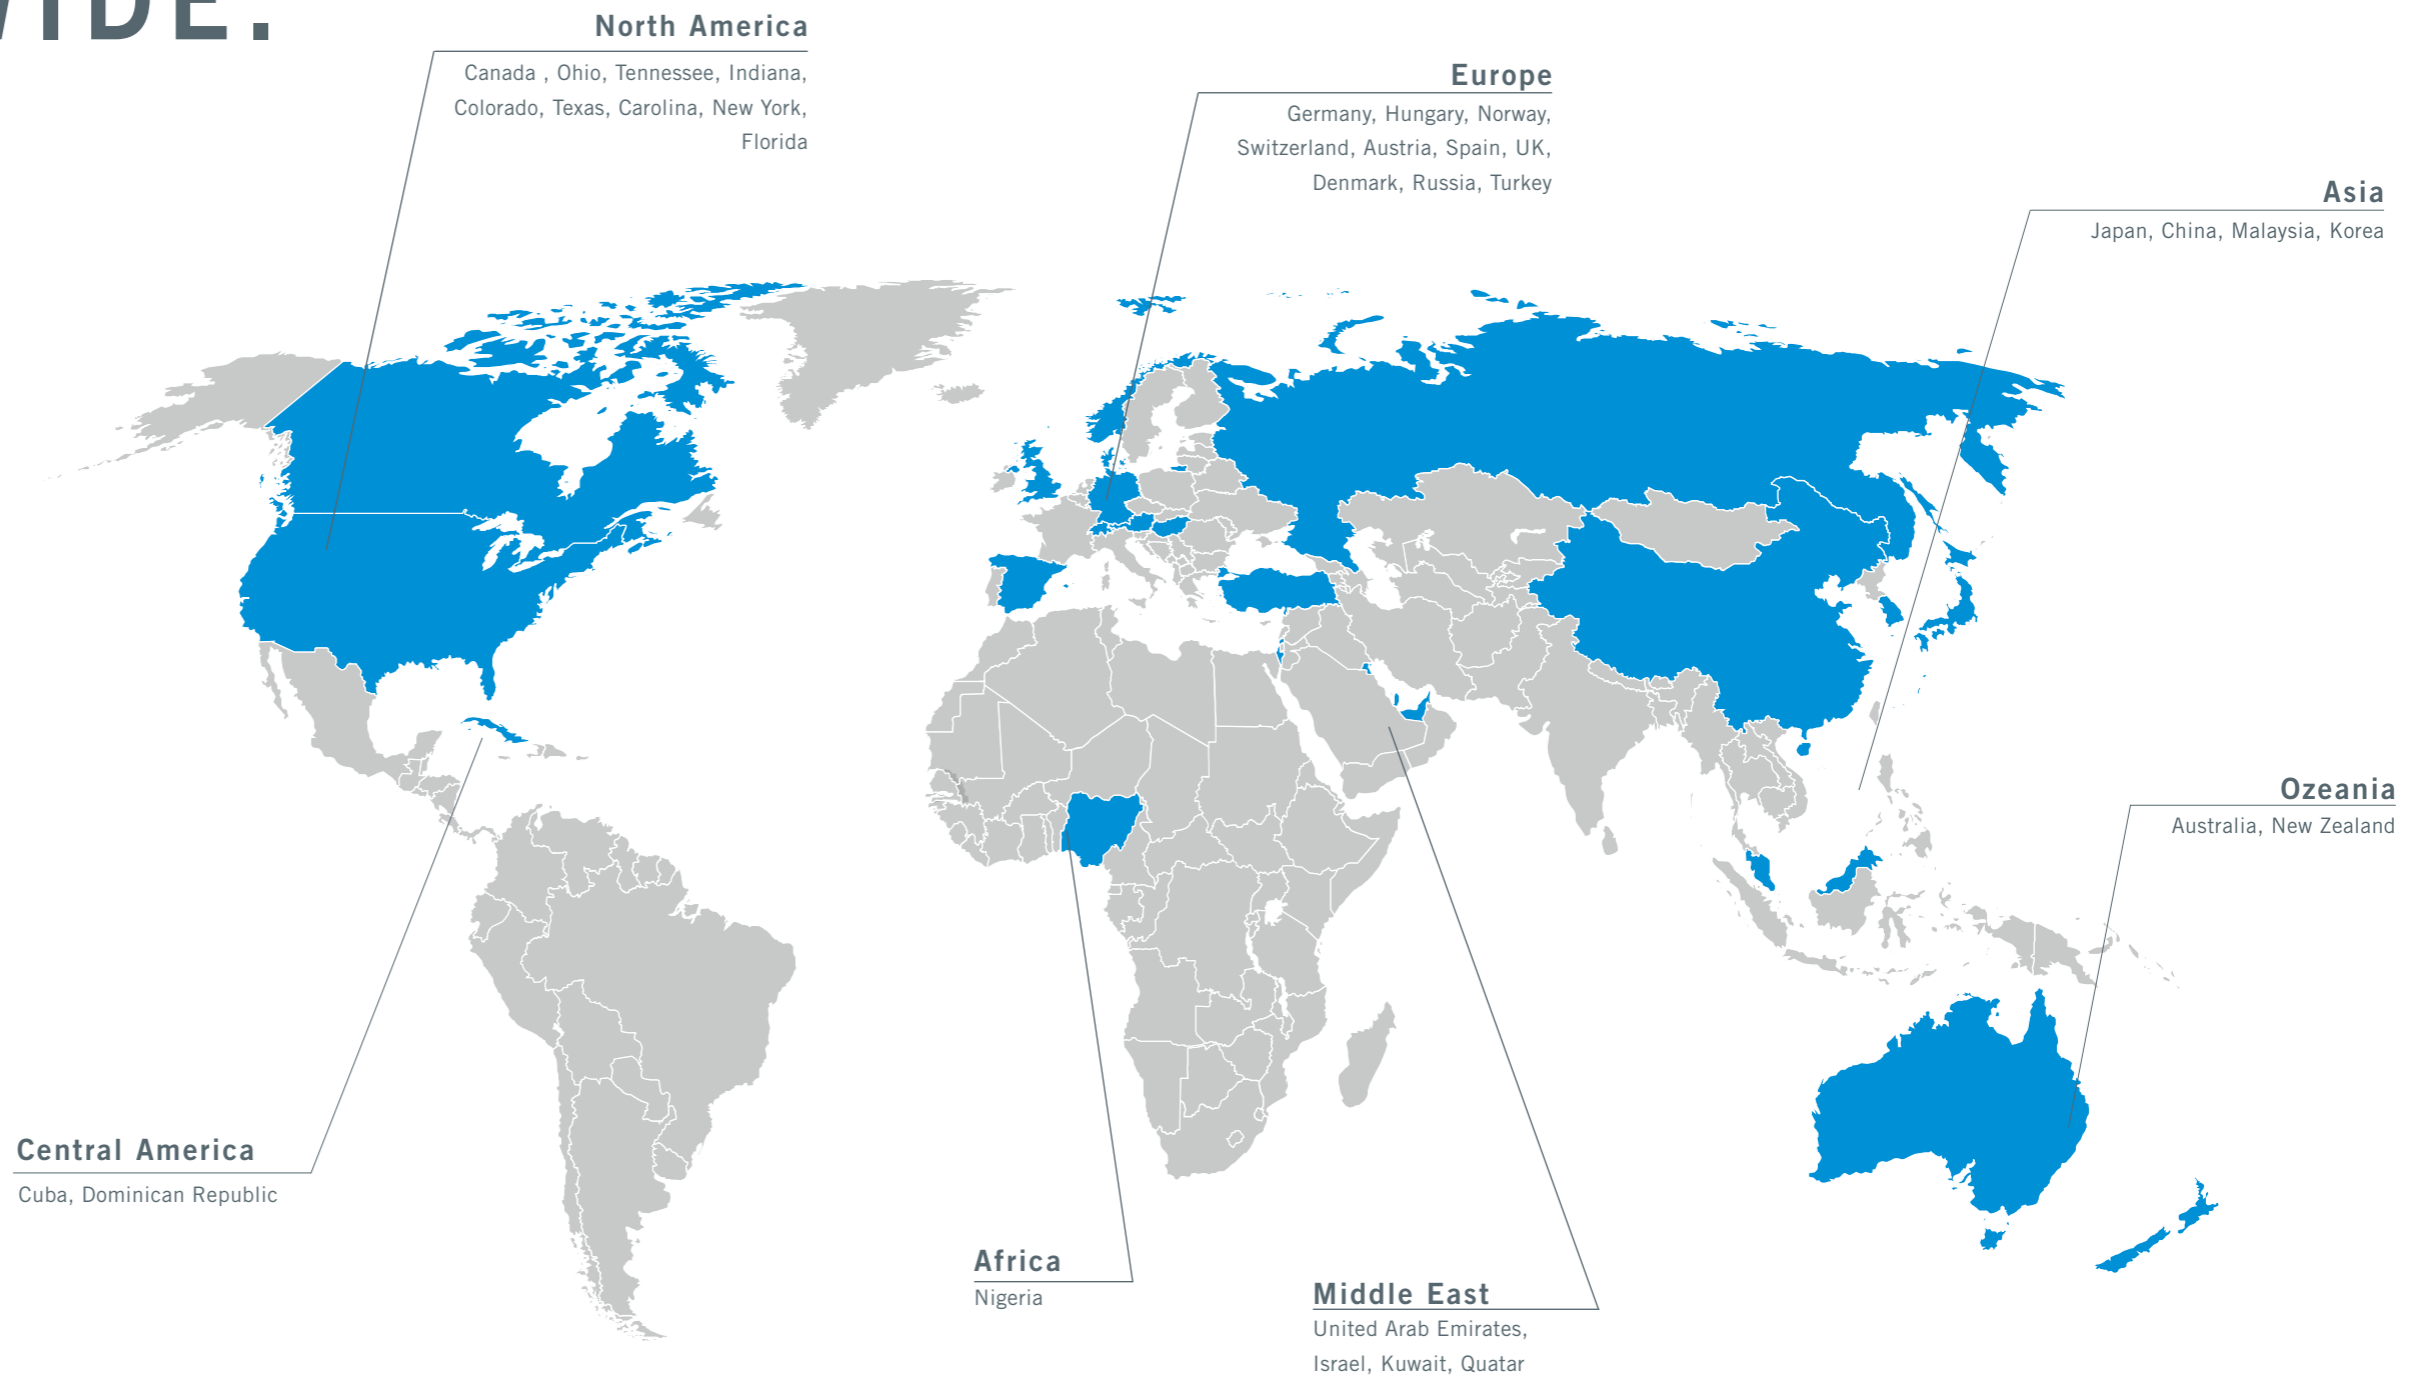 North America
Canada , Ohio, Tennessee, Indiana,
Colorado, Texas, Carolina, New York,
Florida
Europe
Germany, Hungary, Norway,
Switzerland, Austria, Spain, UK,
Denmark, Russia, Turkey
Asia
Japan, China, Malaysia, Korea
Ozeania
Australia, New Zealand
Central America
Cuba, Dominican Republic
Africa
Nigeria
Middle East
United Arab Emirates,
Israel, Kuwait, Quatar